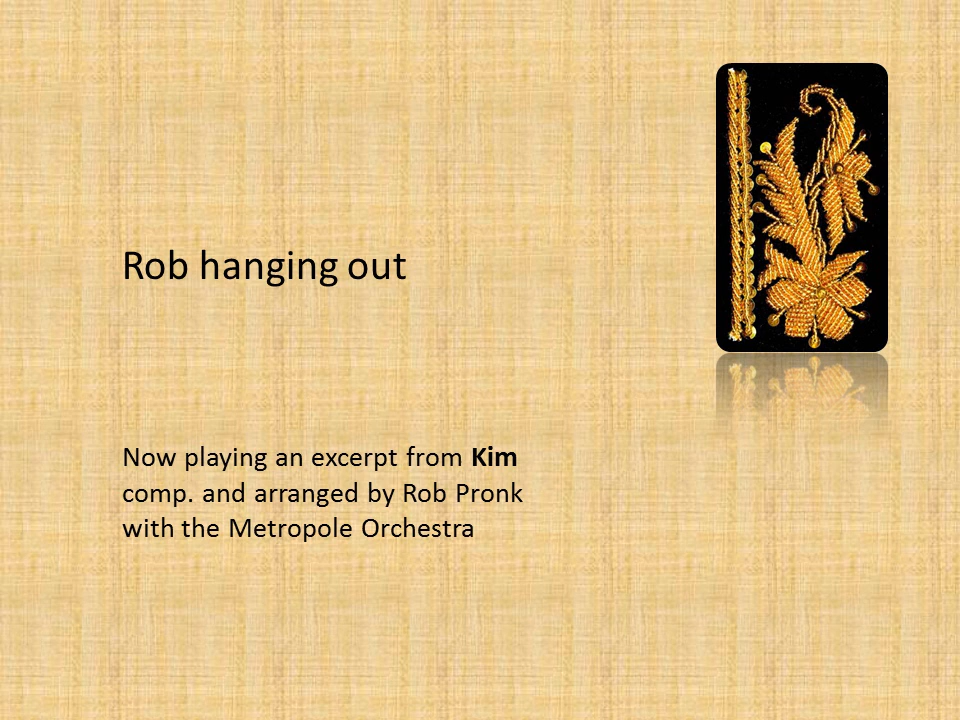 Rob hanging out
Now playing an excerpt from Kim
comp. and arranged by Rob Pronk
with the Metropole Orchestra